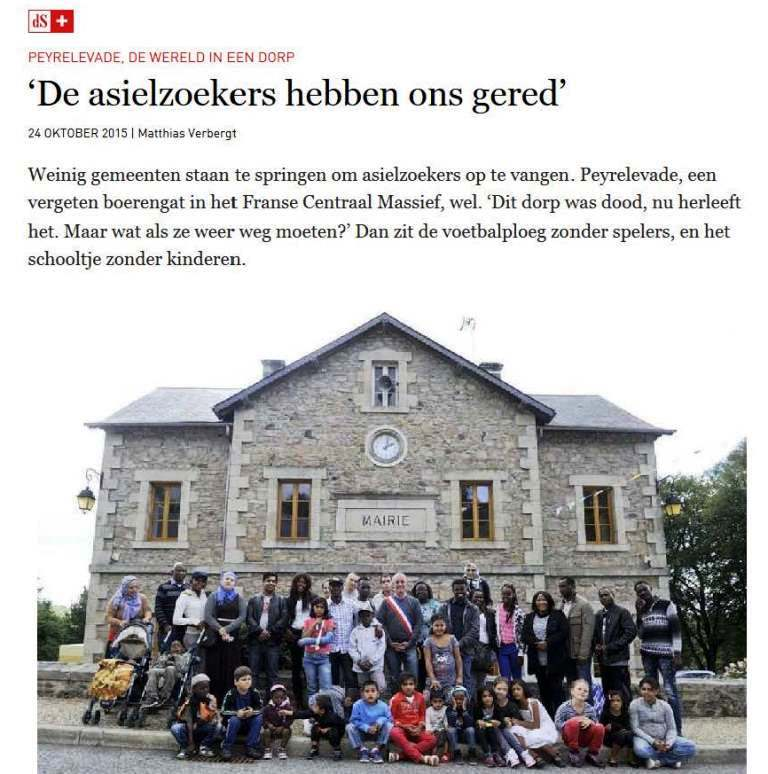 dS
PEYRELEVADE, DE WERELD IN EEN DORP
‘De asielzoekers hebben ons gered’
24 OKTOBER 2015 | Matthias Verbergt
Weinig gemeenten staan te springen om asielzoekers op te vangen. Peyrelevade, een
vergeten boerengat in het Franse Centraal Massief, wel. ‘Dit dorp was dood, nu herleeft
het. Maar wat als ze weer weg moeten?’ Dan zit de voetbalploeg zonder spelers, en het
schooltje zonder kinderen.
MAIRIE